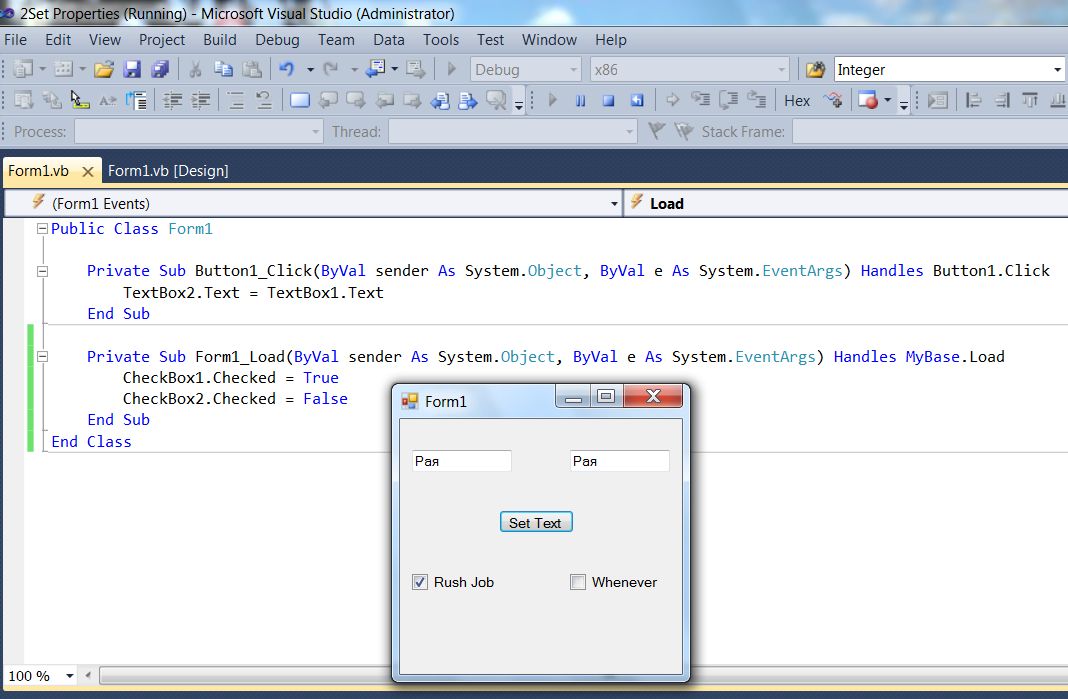 2Set Properties (Running) - Microsoft Visual Studio (Administrator)
File Edit View Project Build Debug Team Data Tools Test Window Help
Debug x86 Integer
Hex
Process: Thread: Stack Frame:
Form1.vb Form1.vb [Design]
(Form1 Events) Load
Public Class Form1
Private Sub Button1_Click(ByVal sender As System.Object, ByVal e As System.EventArgs) Handles Button1.Click
TextBox2.Text = TextBox1.Text
End Sub
Private Sub Form1_Load(ByVal sender As System.Object, ByVal e As System.EventArgs) Handles MyBase.Load
CheckBox1.Checked = True
CheckBox2.Checked = False
End Sub
End Class
Form1
Рая Рая
Set Text
Rush Job Whenever
100 %